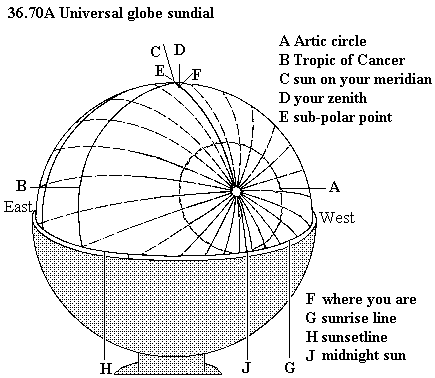 36.70A Universal globe sundial
C D
E F
A Artic circle
B Tropic of Cancer
C sun on your meridian
D your zenith
E sub-polar point
B
A
East
West
F where you are
G sunrise line
H sunsetline
J midnight sun
H J G